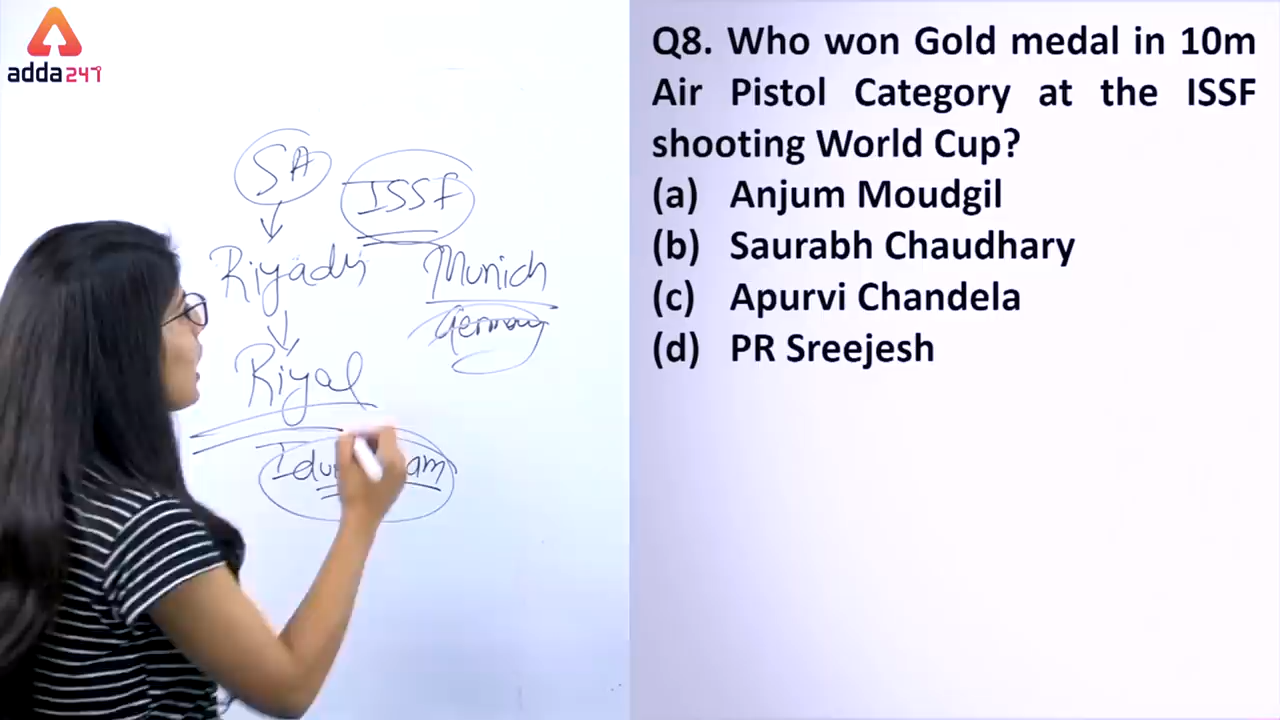 adda247
SA
ISSF
Riyadh
Munich
Germany
Riyal
Q8. Who won Gold medal in 10m
Air Pistol Category at the ISSF
shooting World Cup?
(a) Anjum Moudgil
(b) Saurabh Chaudhary
(c) Apurvi Chandela
(d) PR Sreejesh